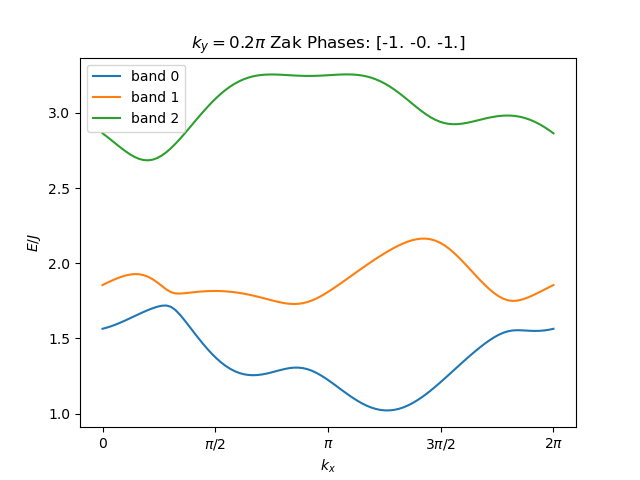 k_y = 0.2π Zak Phases: [-1. -0. -1.]
band 0
band 1
band 2
3.0
2.5
2.0
1.5
1.0
E/J
0 π/2 π 3π/2 2π
k_x